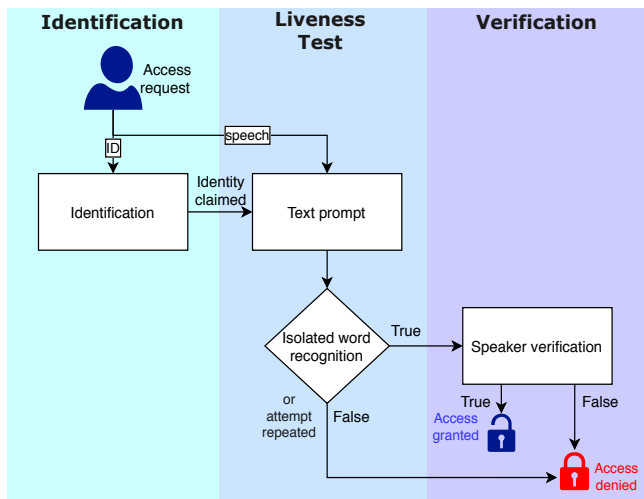 Identification
Liveness
Test
Verification
Access
request
speech
ID
Identification
Identity
claimed
Text prompt
Isolated word
recognition
True
Speaker verification
or
attempt
repeated
False
True
False
Access
granted
Access
denied